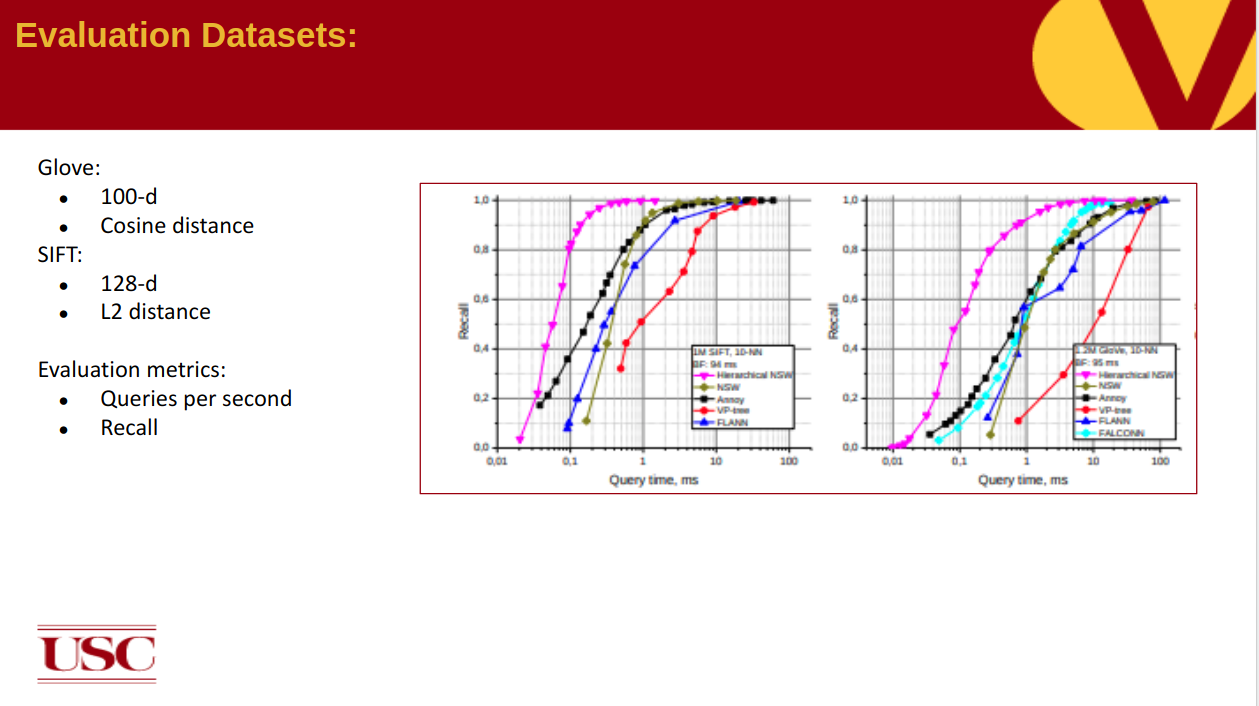 Evaluation Datasets:
Glove:
● 100-d
● Cosine distance
SIFT:
● 128-d
● L2 distance
Evaluation metrics:
● Queries per second
● Recall
1,0
0,8
0,6
0,4
0,2
0,0
Recall
0,01 0,1 1 10 100
Query time, ms
1M SIFT, 10-NN
BF: 94 ms
Hierarchical NSW
NSW
Annoy
VP-tree
FLANN
1,0
0,8
0,6
0,4
0,2
0,0
Recall
0,01 0,1 1 10 100
Query time, ms
1.2M GloVe, 10-NN
BF: 95 ms
Hierarchical NSW
NSW
Annoy
VP-tree
FLANN
FALCONN
USC